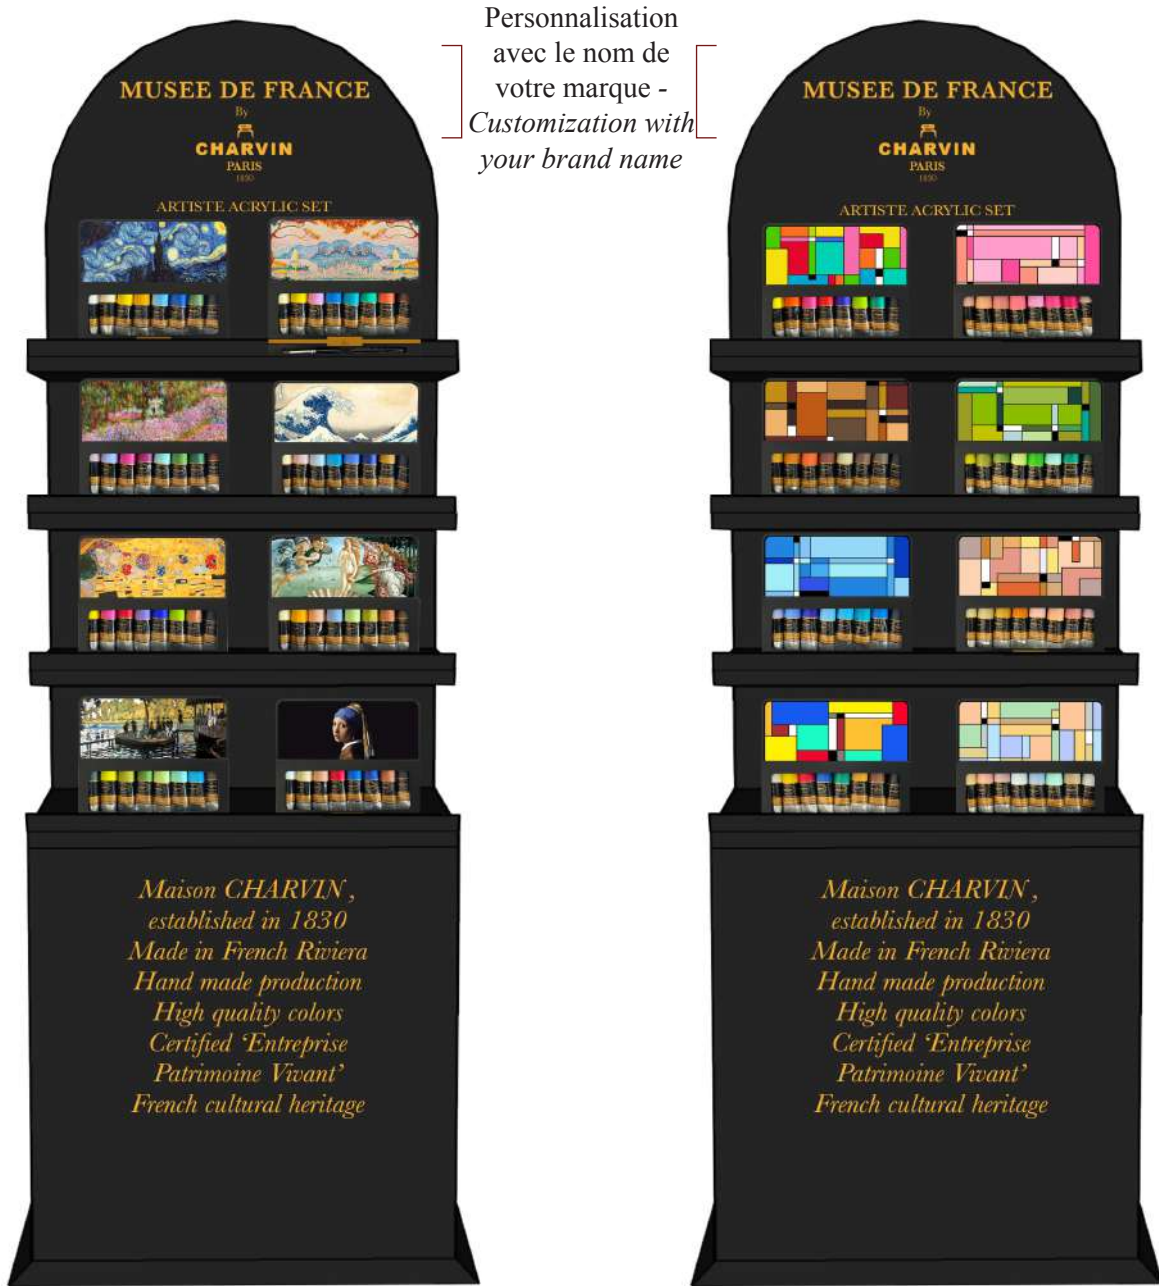 Personnalisation
avec le nom de
votre marque -
Customization with
your brand name
MUSEE DE FRANCE
By
CHARVIN
PARIS
1830
ARTISTE ACRYLIC SET
Maison CHARVIN ,
established in 1830
Made in French Riviera
Hand made production
High quality colors
Certified ‘Entreprise
Patrimoine Vivant’
French cultural heritage
MUSEE DE FRANCE
By
CHARVIN
PARIS
1830
ARTISTE ACRYLIC SET
Maison CHARVIN ,
established in 1830
Made in French Riviera
Hand made production
High quality colors
Certified ‘Entreprise
Patrimoine Vivant’
French cultural heritage